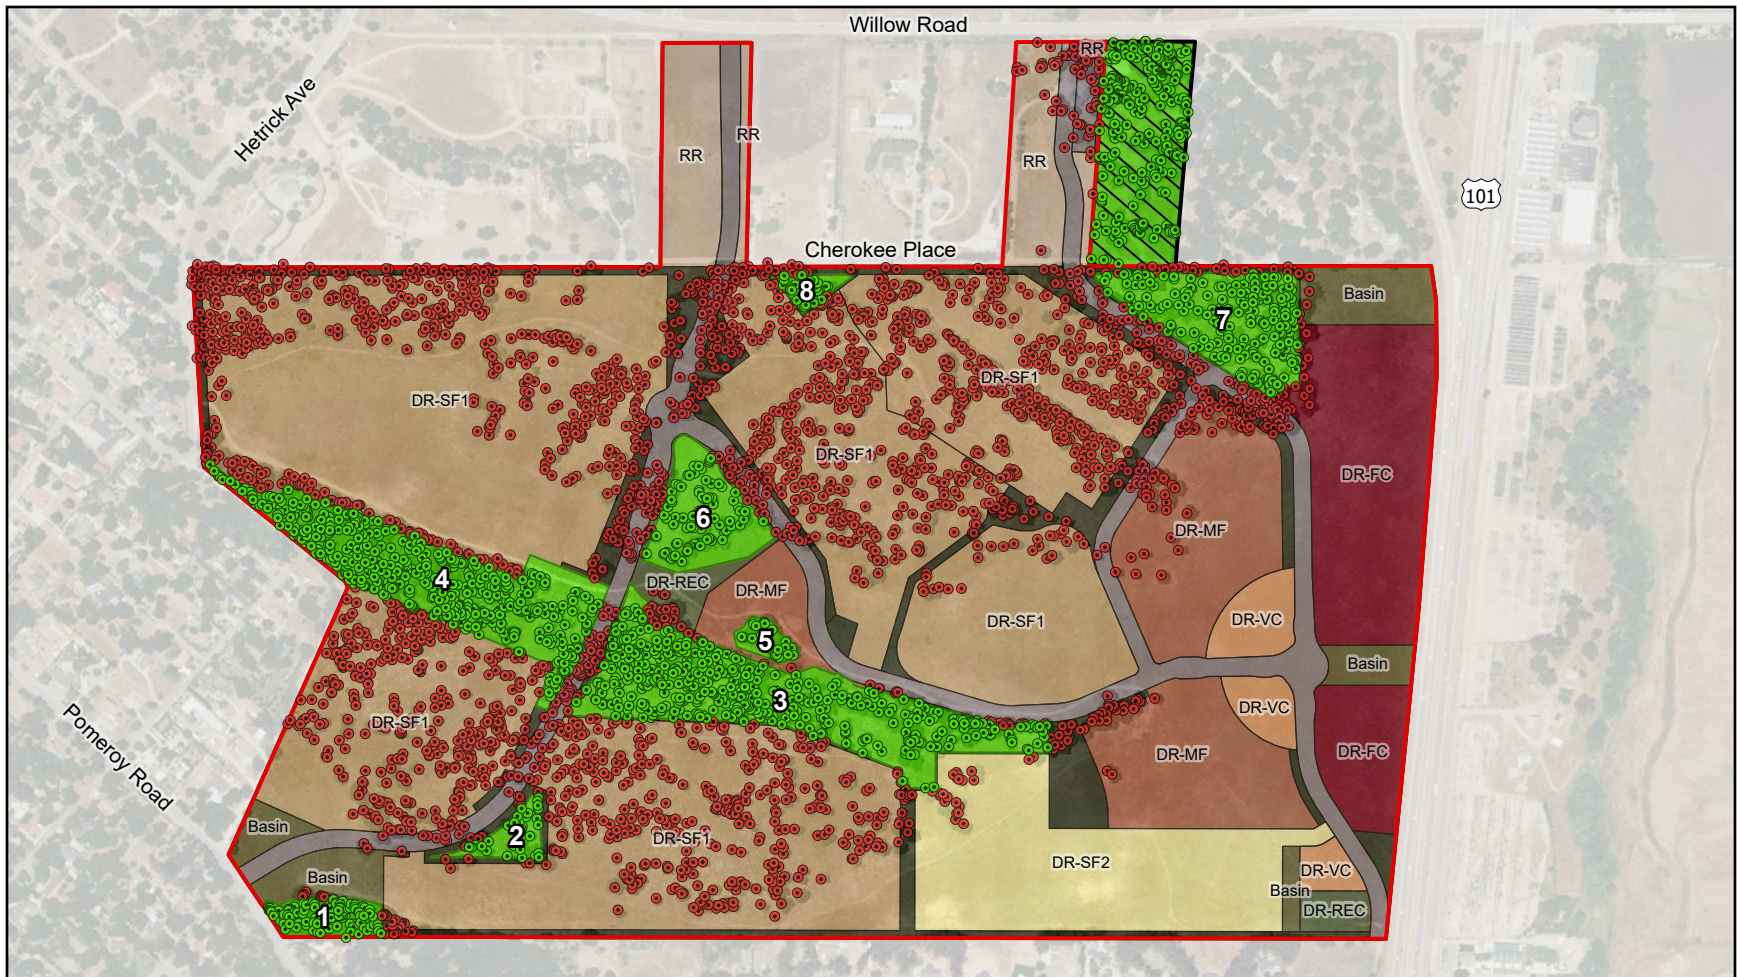 Willow Road
RR
Hetrick Ave
RR
RR
RR
101
Cherokee Place
8
Basin
7
DR-SF1
DR-SF1
DR-SF1
DR-FC
6
DR-MF
4
DR-REC
DR-MF
DR-SF1
DR-VC
5
Basin
3
DR-SF1
DR-VC
Pomeroy Road
DR-MF
DR-FC
Basin
2
DR-SF1
DR-SF2
DR-VC
Basin
Basin
DR-REC
1